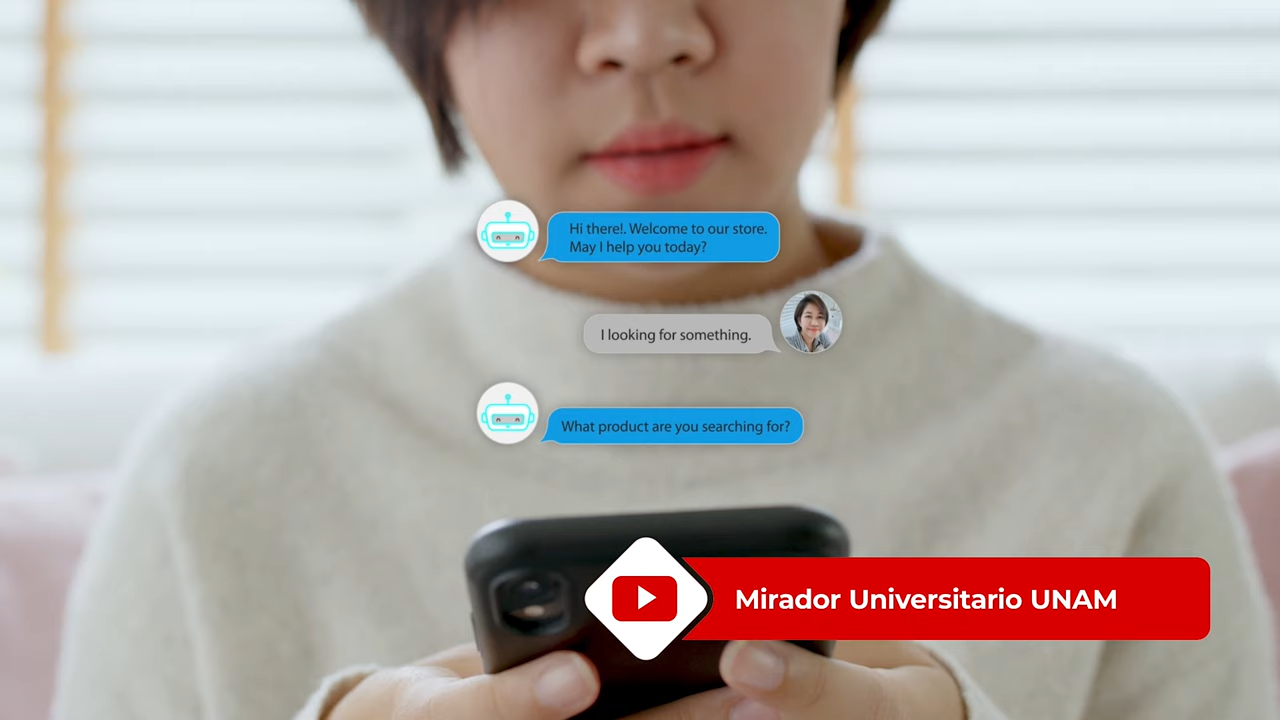 Hi there!. Welcome to our store.
May I help you today?
I looking for something.
What product are you searching for?
Mirador Universitario UNAM